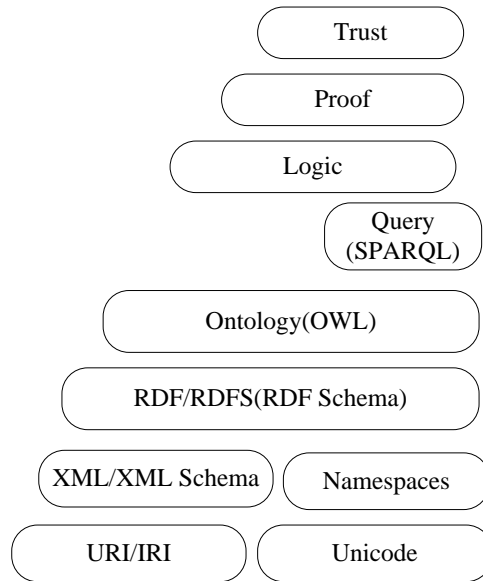 Trust
Proof
Logic
Query
(SPARQL)
Ontology(OWL)
RDF/RDFS(RDF Schema)
XML/XML Schema
Namespaces
URI/IRI
Unicode